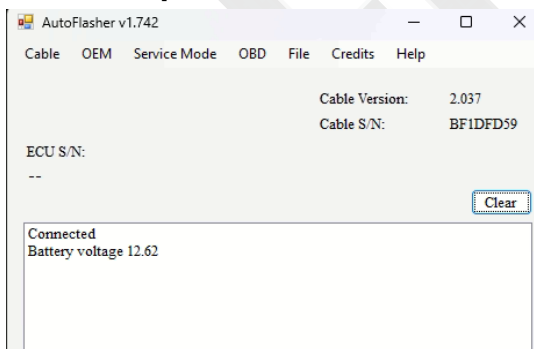 AutoFlasher v1.742
Cable OEM Service Mode OBD File Credits Help
Cable Version: 2.037
Cable S/N: BF1DFD59
ECU S/N:
--
Clear
Connected
Battery voltage 12.62